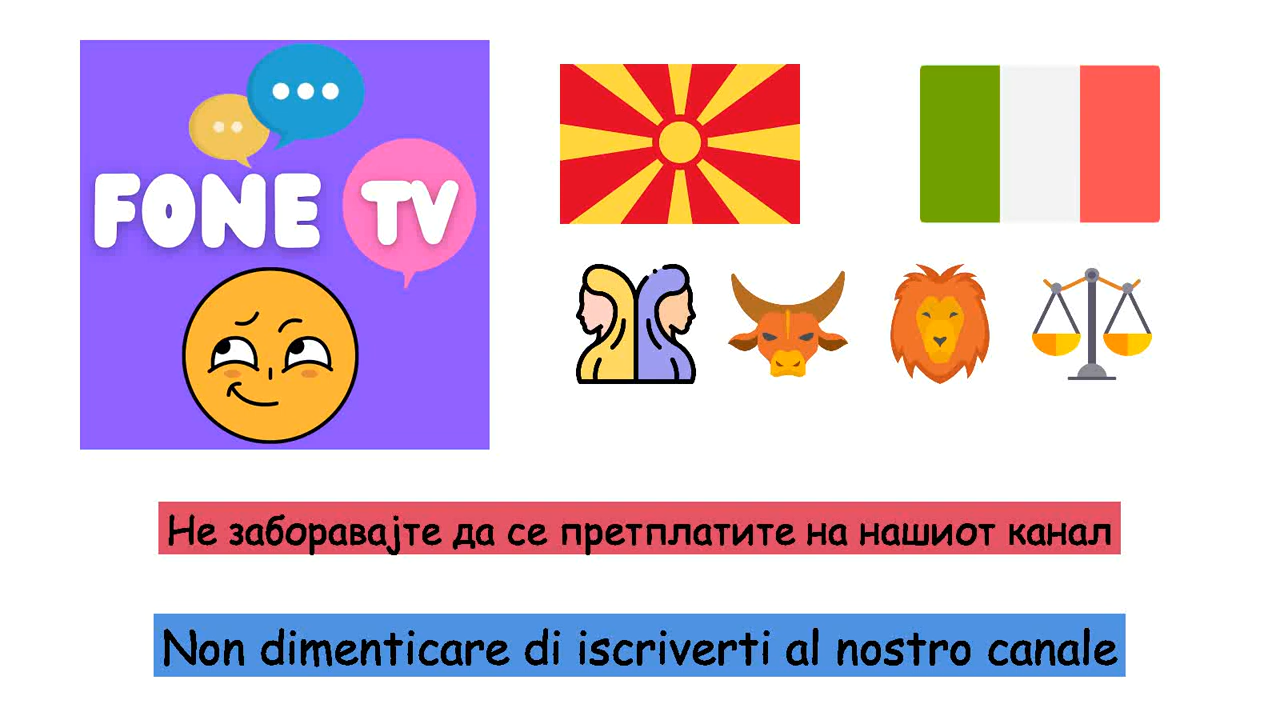 FONE TV
Не заборавајте да се претплатите на нашиот канал
Non dimenticare di iscriverti al nostro canale